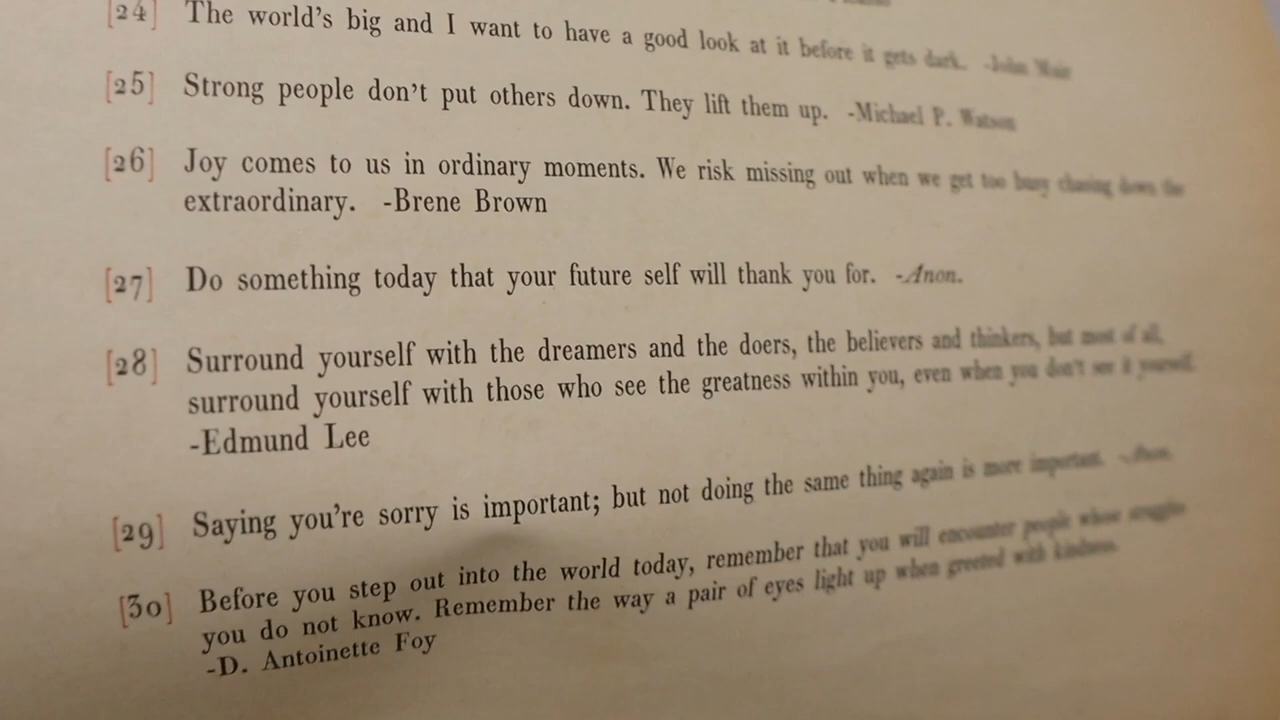 [24] The world's big and I want to have a good look at it before it gets dark. -John Muir
[25] Strong people don't put others down. They lift them up. -Michael P. Watson
[26] Joy comes to us in ordinary moments. We risk missing out when we get too busy chasing down the
extraordinary. -Brene Brown
[27] Do something today that your future self will thank you for. -Anon.
[28] Surround yourself with the dreamers and the doers, the believers and thinkers, but most of all,
surround yourself with those who see the greatness within you, even when you don't see it yourself.
-Edmund Lee
[29] Saying you're sorry is important; but not doing the same thing again is more important. -Anon.
[30] Before you step out into the world today, remember that you will encounter people whose struggles
you do not know. Remember the way a pair of eyes light up when greeted with kindness.
-D. Antoinette Foy